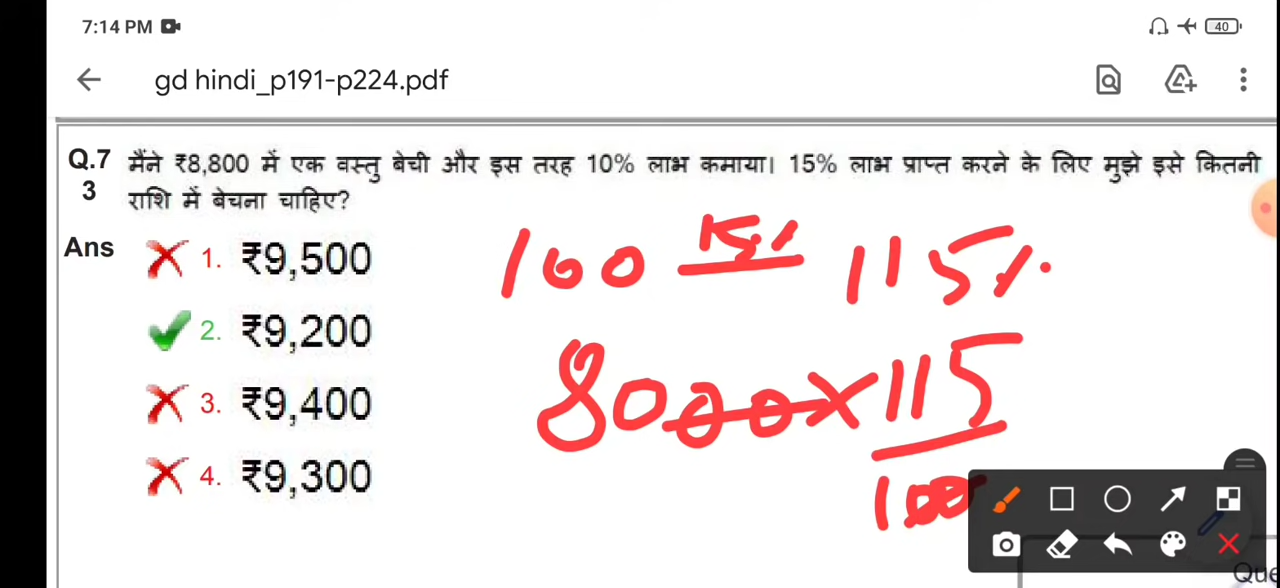 7:14 PM
40
gd hindi_p191-p224.pdf
Q.7 मैंने ₹8,800 में एक वस्तु बेची और इस तरह 10% लाभ कमाया। 15% लाभ प्राप्त करने के लिए मुझे इसे कितनी
3 राशि में बेचना चाहिए?
Ans
1. ₹9,500
2. ₹9,200
3. ₹9,400
4. ₹9,300
100 15% 115%
8000×115
100
Que